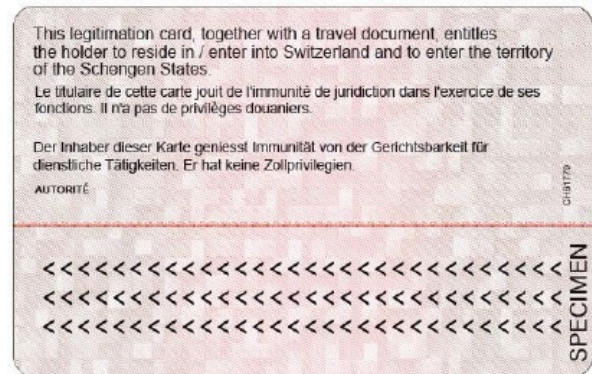 This legitimation card, together with a travel document, entitles
the holder to reside in / enter into Switzerland and to enter the territory
of the Schengen States.
Le titulaire de cette carte jouit de l'immunité de juridiction dans l'exercice de ses
fonctions. Il n'a pas de privilèges douaniers.
Der Inhaber dieser Karte geniesst Immunität von der Gerichtsbarkeit für
dienstliche Tätigkeiten. Er hat keine Zollprivilegien.
AUTORITÉ
CH91779
<<<<<<<<<<<<<<<<<<<<<<<<<<<<<<
<<<<<<<<<<<<<<<<<<<<<<<<<<<<<<
<<<<<<<<<<<<<<<<<<<<<<<<<<<<<<
SPECIMEN